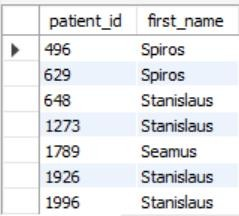 patient_id first_name
496 Spiros
629 Spiros
648 Stanislaus
1273 Stanislaus
1789 Seamus
1926 Stanislaus
1996 Stanislaus